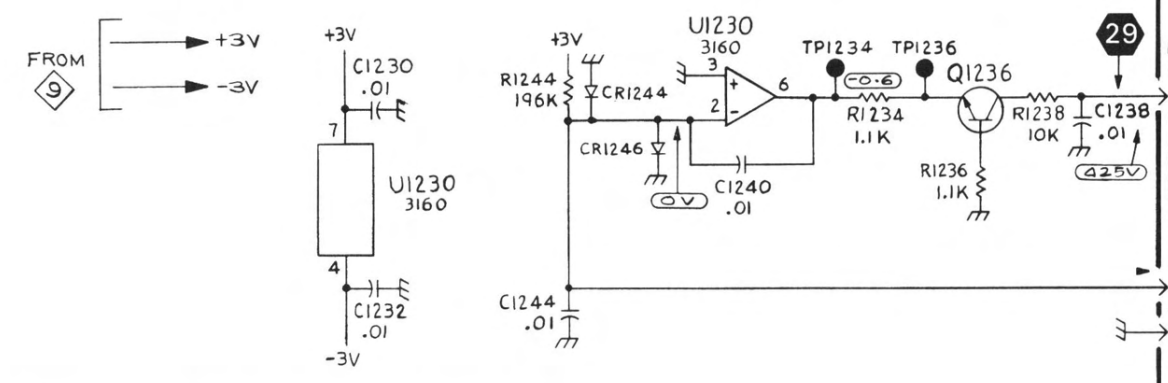 FROM
9
+3V
-3V
+3V
C1230
.01
7
U1230
3160
4
C1232
.01
-3V
+3V
R1244
196K
CR1244
CR1246
0V
U1230
3160
3
+
2
-
6
C1240
.01
TP1234
TP1236
-0.6
R1234
1.1K
Q1236
R1236
1.1K
R1238
10K
29
C1238
.01
425V
C1244
.01